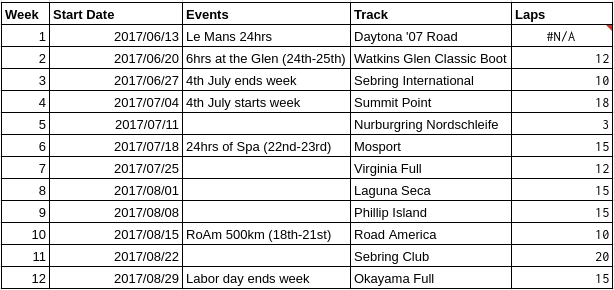 Week Start Date Events Track Laps
1 2017/06/13 Le Mans 24hrs Daytona '07 Road #N/A
2 2017/06/20 6hrs at the Glen (24th-25th) Watkins Glen Classic Boot 12
3 2017/06/27 4th July ends week Sebring International 10
4 2017/07/04 4th July starts week Summit Point 18
5 2017/07/11 Nurburgring Nordschleife 3
6 2017/07/18 24hrs of Spa (22nd-23rd) Mosport 15
7 2017/07/25 Virginia Full 12
8 2017/08/01 Laguna Seca 15
9 2017/08/08 Phillip Island 15
10 2017/08/15 RoAm 500km (18th-21st) Road America 10
11 2017/08/22 Sebring Club 20
12 2017/08/29 Labor day ends week Okayama Full 15